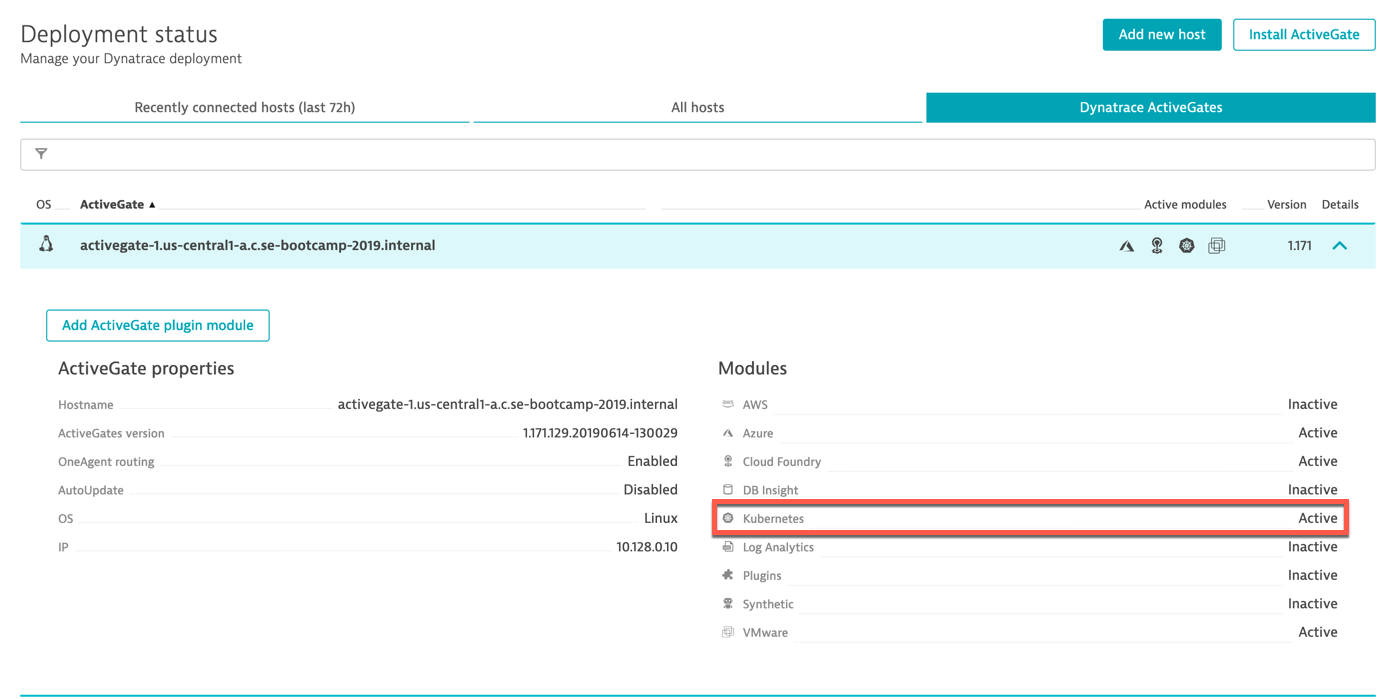 Deployment status
Manage your Dynatrace deployment
Add new host
Install ActiveGate
Recently connected hosts (last 72h)
All hosts
Dynatrace ActiveGates
OS ActiveGate ▲ Active modules Version Details
activegate-1.us-central1-a.c.se-bootcamp-2019.internal 1.171
Add ActiveGate plugin module
ActiveGate properties
Hostname activegate-1.us-central1-a.c.se-bootcamp-2019.internal
ActiveGates version 1.171.129.20190614-130029
OneAgent routing Enabled
AutoUpdate Disabled
OS Linux
IP 10.128.0.10
Modules
AWS Inactive
Azure Active
Cloud Foundry Active
DB Insight Inactive
Kubernetes Active
Log Analytics Inactive
Plugins Inactive
Synthetic Inactive
VMware Active